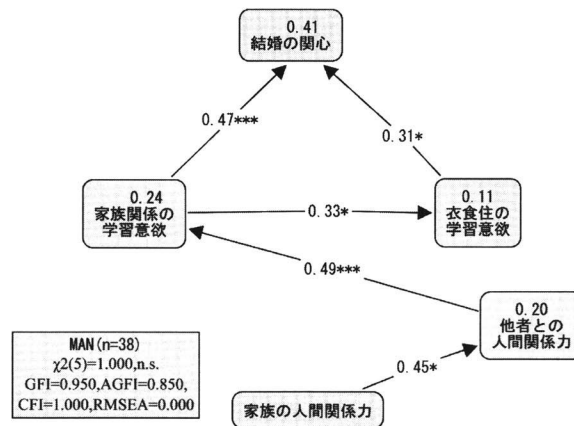 0.41
結婚の関心
0.47***
0.31*
0.24
家族関係の
学習意欲
0.33*
0.11
衣食住の
学習意欲
0.49***
0.20
他者との
人間関係力
0.45*
家族の人間関係力
MAN(n=38)
χ2(5)=1.000,n.s.
GFI=0.950,AGFI=0.850,
CFI=1.000,RMSEA=0.000